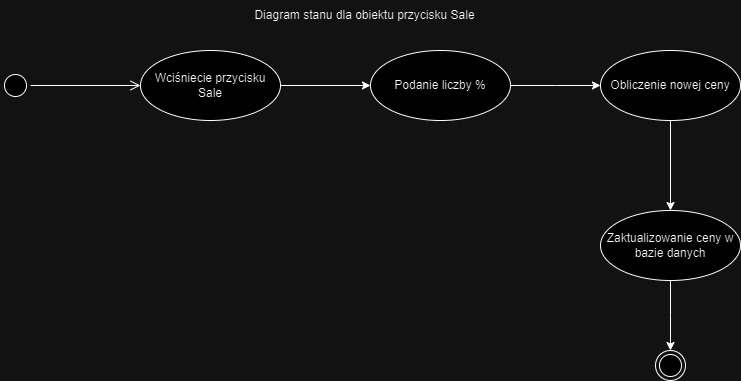 Diagram stanu dla obiektu przycisku Sale
Wciśniecie przycisku
Sale
Podanie liczby %
Obliczenie nowej ceny
Zaktualizowanie ceny w
bazie danych